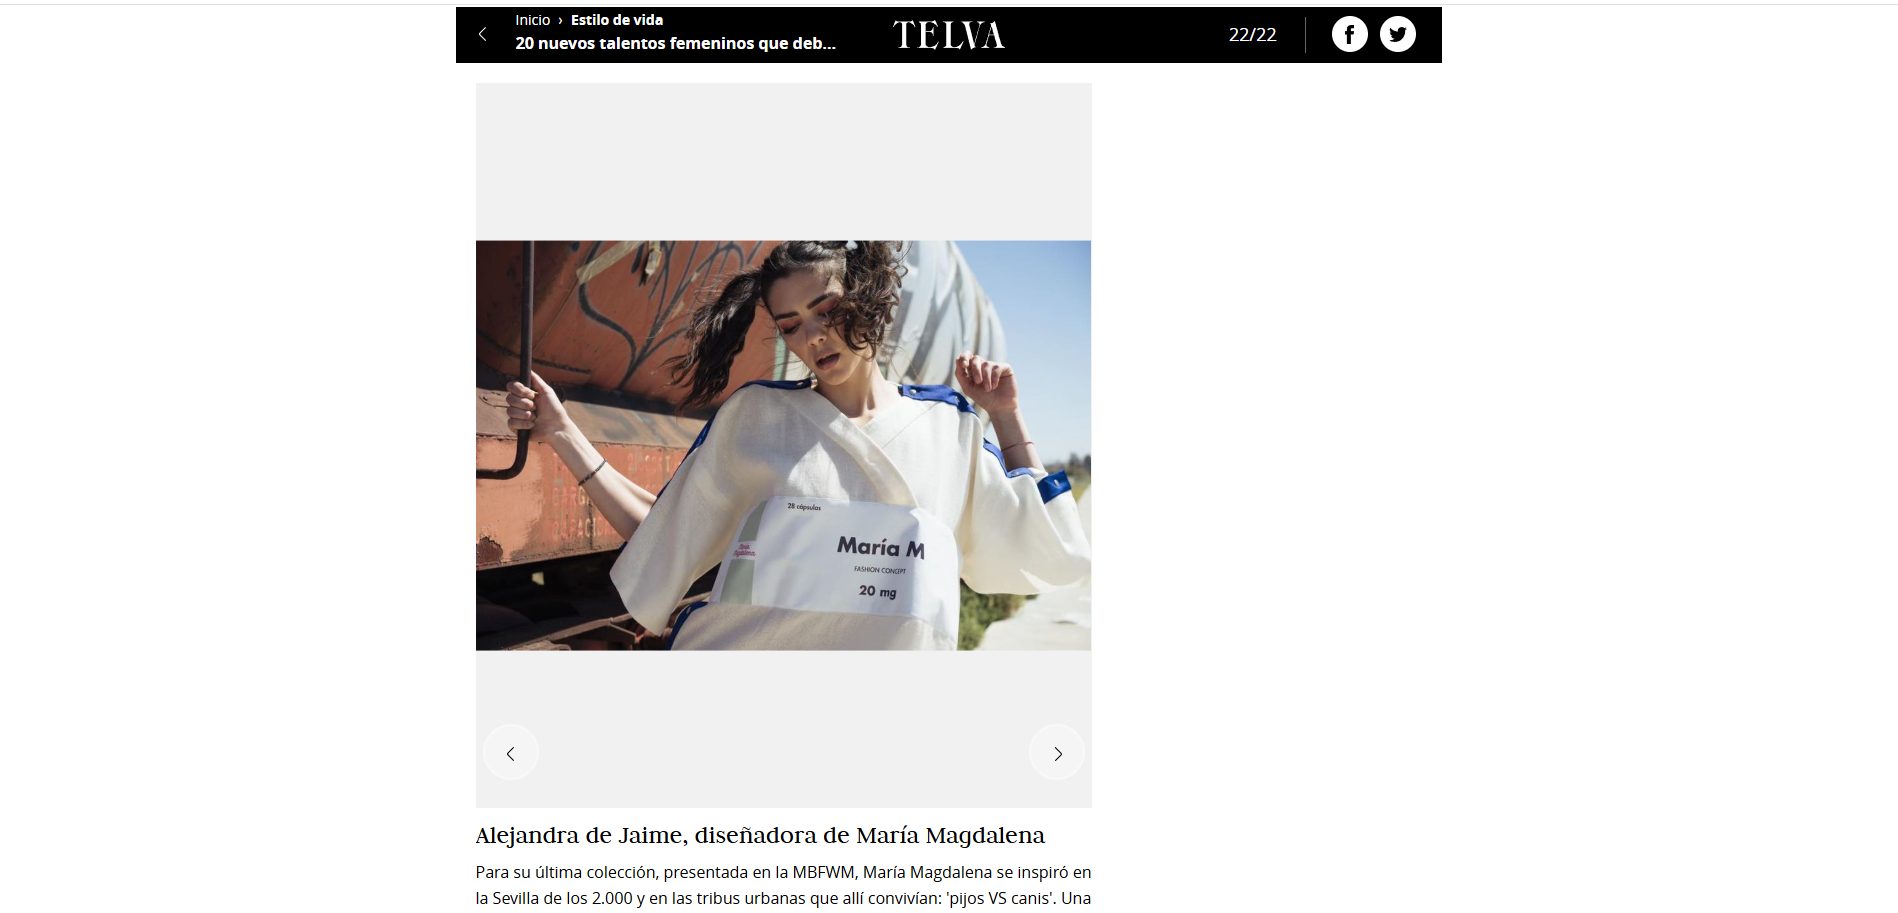 Inicio › Estilo de vida
20 nuevos talentos femeninos que deb...
TELVA
22/22
28 cápsulas
María M
FASHION CONCEPT
20 mg
Alejandra de Jaime, diseñadora de María Magdalena
Para su última colección, presentada en la MBFWM, María Magdalena se inspiró en
la Sevilla de los 2.000 y en las tribus urbanas que allí convivían: 'pijos VS canis'. Una